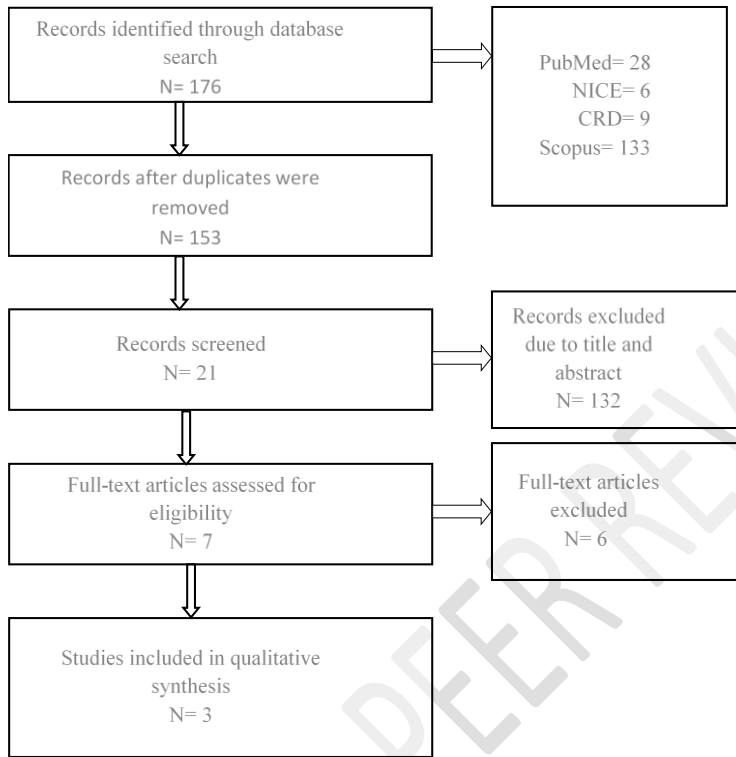 Records identified through database
search
N= 176
PubMed= 28
NICE= 6
CRD= 9
Scopus= 133
Records after duplicates were
removed
N= 153
Records screened
N= 21
Records excluded
due to title and
abstract
N= 132
Full-text articles assessed for
eligibility
N= 7
Full-text articles
excluded
N= 6
Studies included in qualitative
synthesis
N= 3
PEER REVI